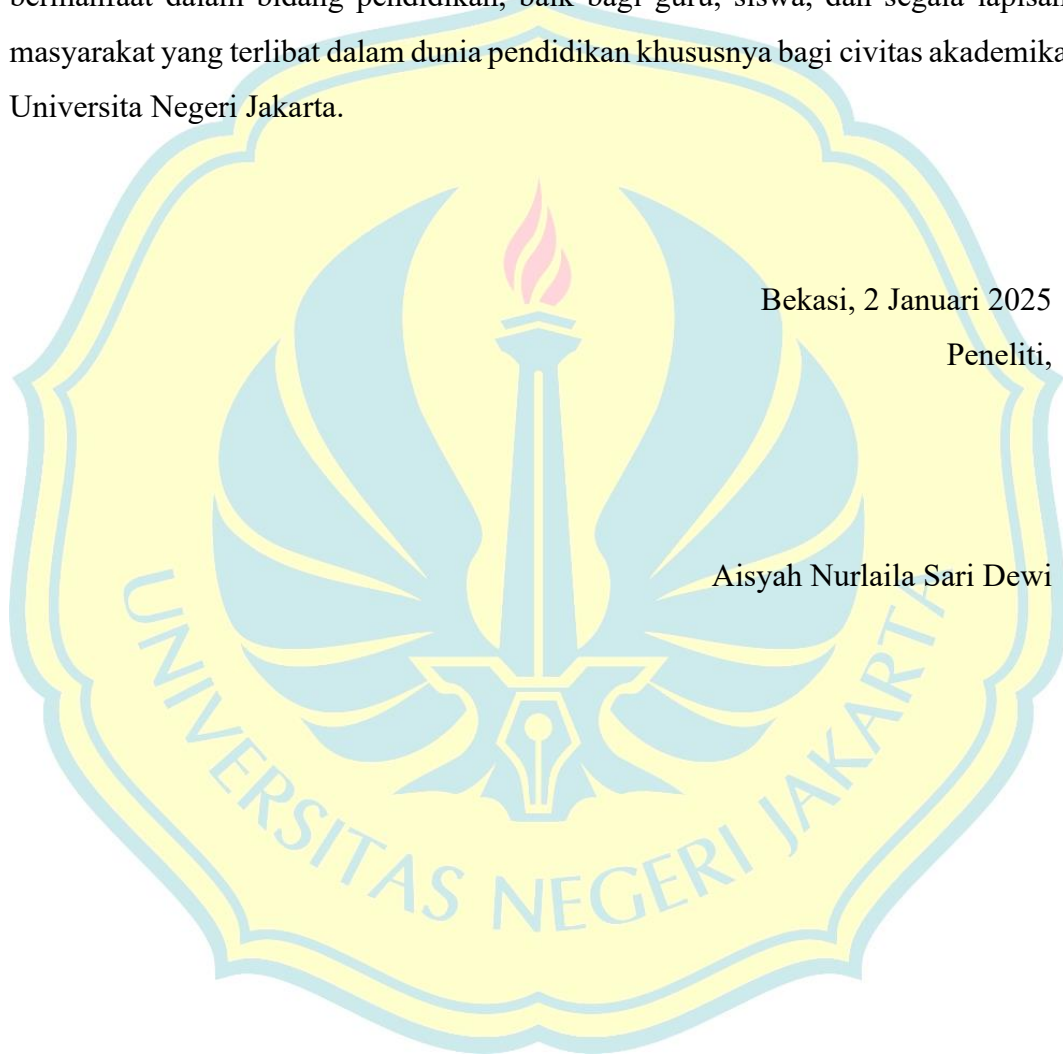 bermanfaat dalam bidang pendidikan, baik bagi guru, siswa, dan segala lapisan
masyarakat yang terlibat dalam dunia pendidikan khususnya bagi civitas akademika
Universita Negeri Jakarta.
Bekasi, 2 Januari 2025
Peneliti,
Aisyah Nurlaila Sari Dewi
UNIVERSITAS NEGERI JAKARTA